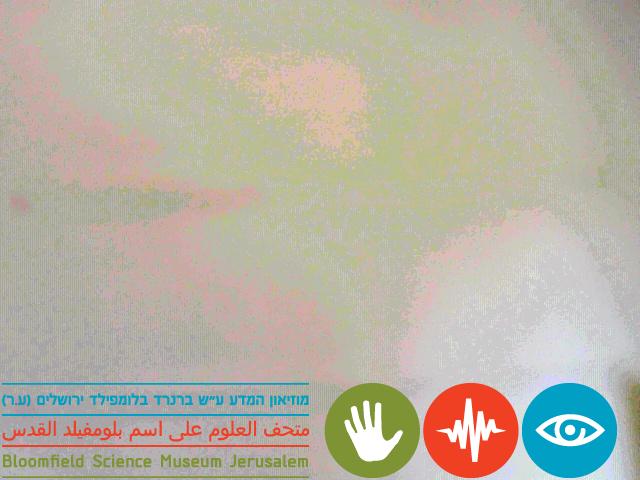 מוזיאון המדע ע״ש ברנרד בלומפילד ירושלים (ע.ר)
متحف العلوم على اسم بلومفيلد القدس
Bloomfield Science Museum Jerusalem